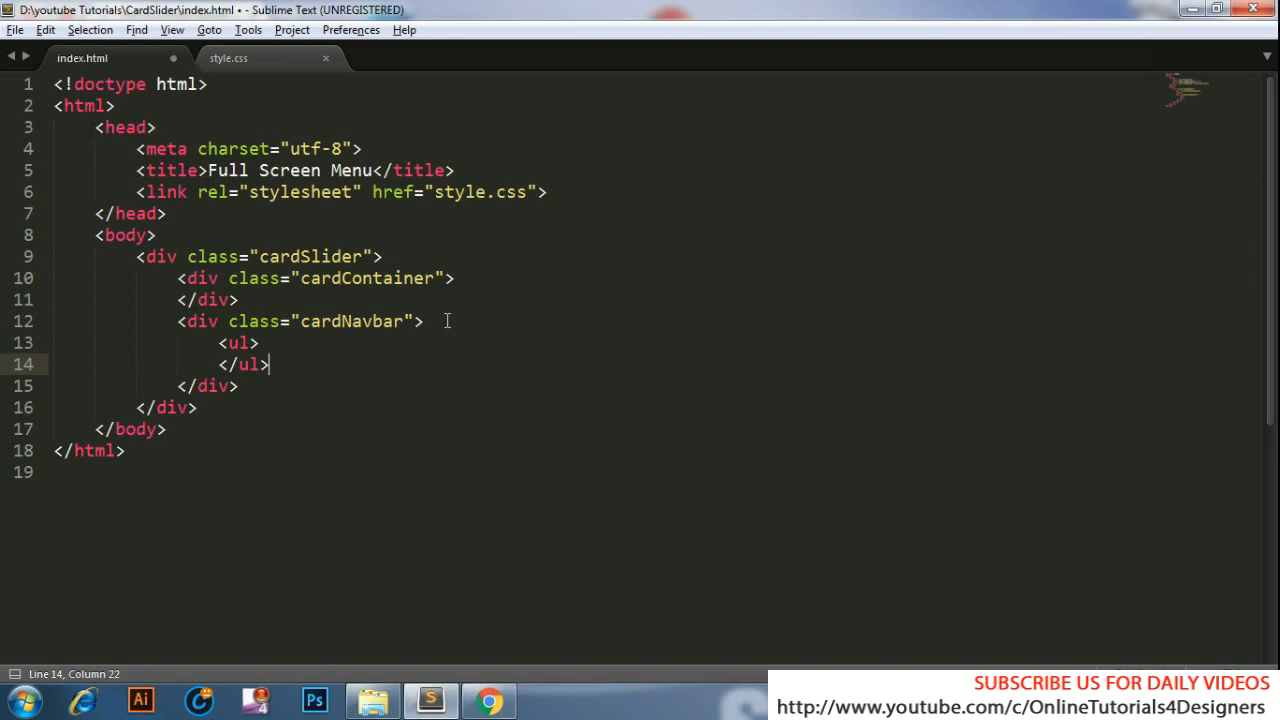 D:\youtube Tutorials\CardSlider\index.html • - Sublime Text (UNREGISTERED)
File Edit Selection Find View Goto Tools Project Preferences Help
index.html style.css
1 <!doctype html>
2 <html>
3 <head>
4 <meta charset="utf-8">
5 <title>Full Screen Menu</title>
6 <link rel="stylesheet" href="style.css">
7 </head>
8 <body>
9 <div class="cardSlider">
10 <div class="cardContainer">
11 </div>
12 <div class="cardNavbar">
13 <ul>
14 </ul>
15 </div>
16 </div>
17 </body>
18 </html>
19
Line 14, Column 22
Ai Ps
SUBSCRIBE US FOR DAILY VIDEOS
http://www.youtube.com/c/OnlineTutorials4Designers